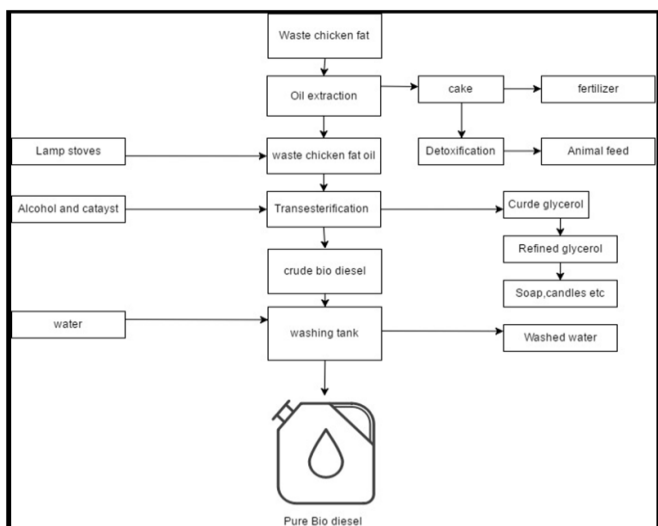 Waste chicken fat
Oil extraction
cake
fertilizer
Lamp stoves
waste chicken fat oil
Detoxification
Animal feed
Alcohol and catayst
Transesterification
Curde glycerol
Refined glycerol
crude bio diesel
Soap,candles etc
water
washing tank
Washed water
Pure Bio diesel